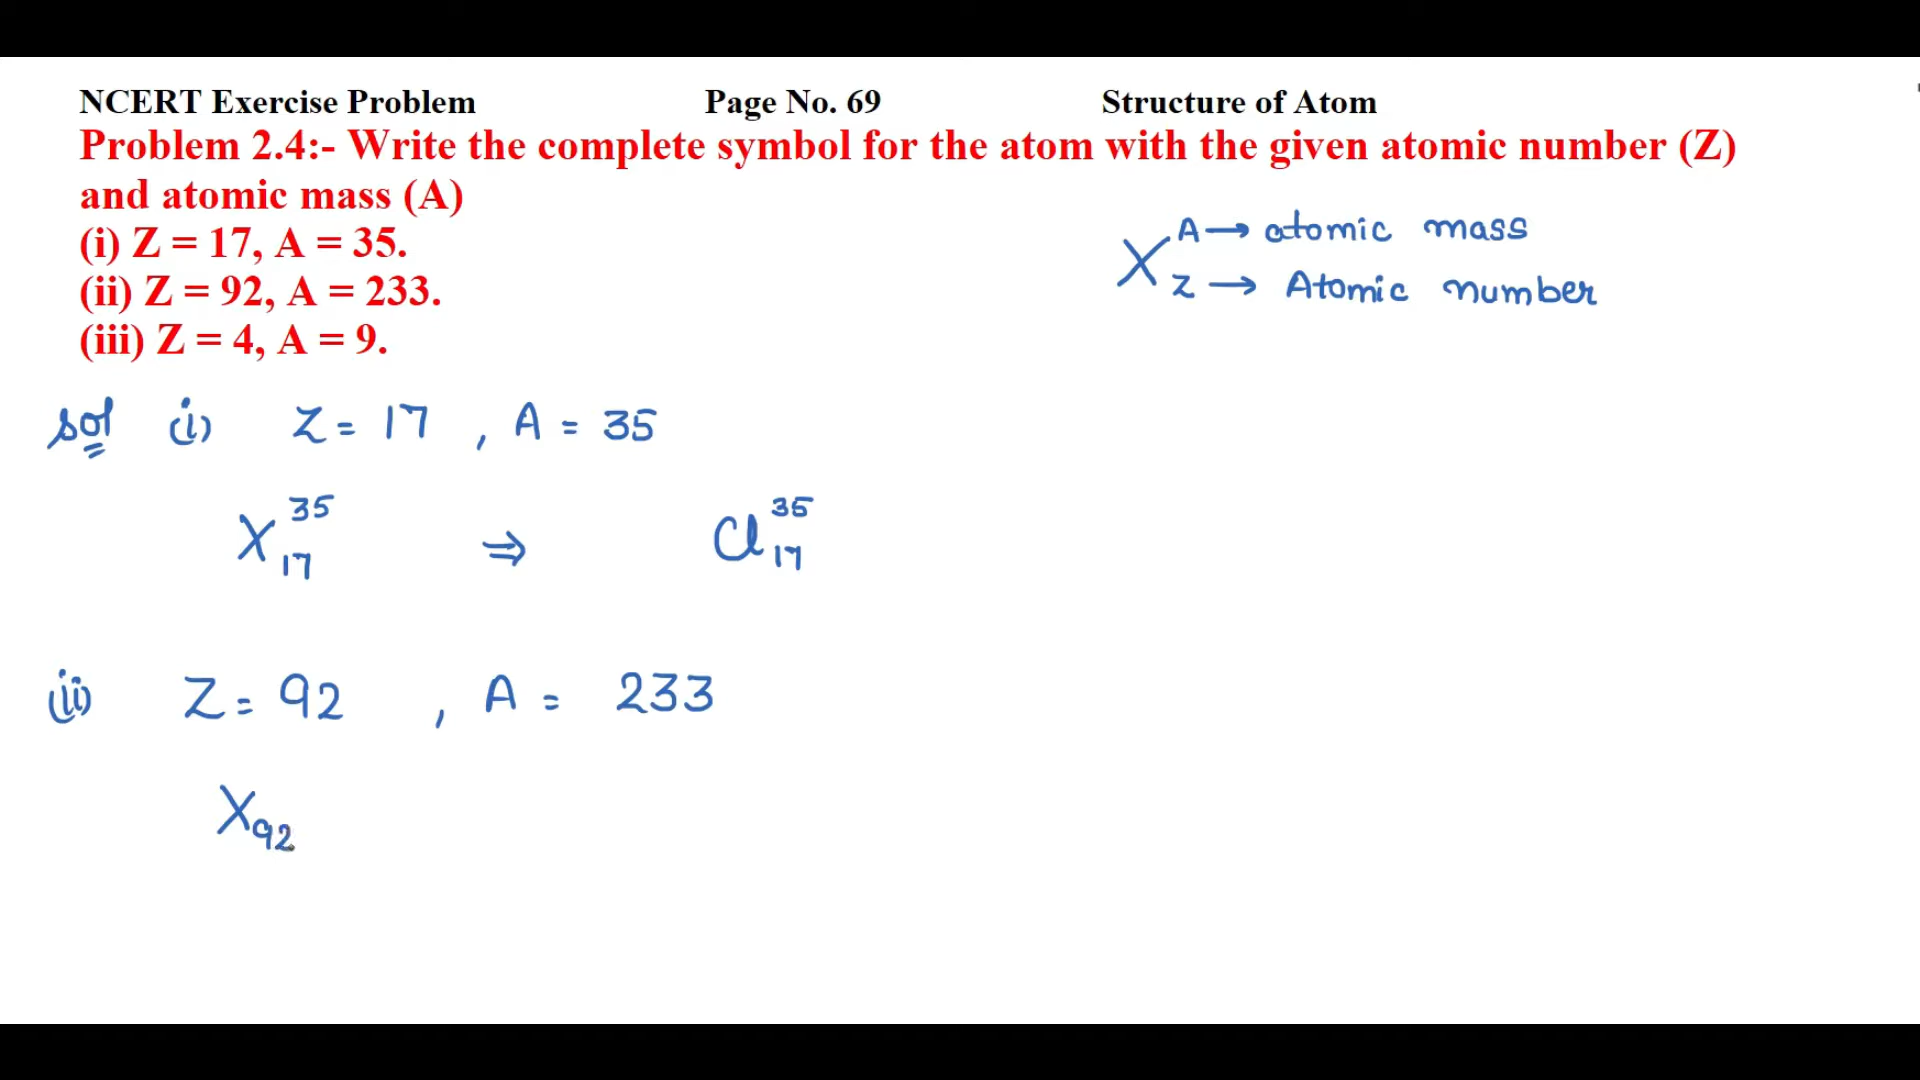 NCERT Exercise Problem Page No. 69 Structure of Atom
Problem 2.4:- Write the complete symbol for the atom with the given atomic number (Z)
and atomic mass (A)
(i) Z = 17, A = 35.
(ii) Z = 92, A = 233.
(iii) Z = 4, A = 9.
X A → atomic mass
Z → Atomic number
sol (i) Z = 17 , A = 35
X 35 17 ⇒ Cl 35 17
(ii) Z = 92 , A = 233
X 92